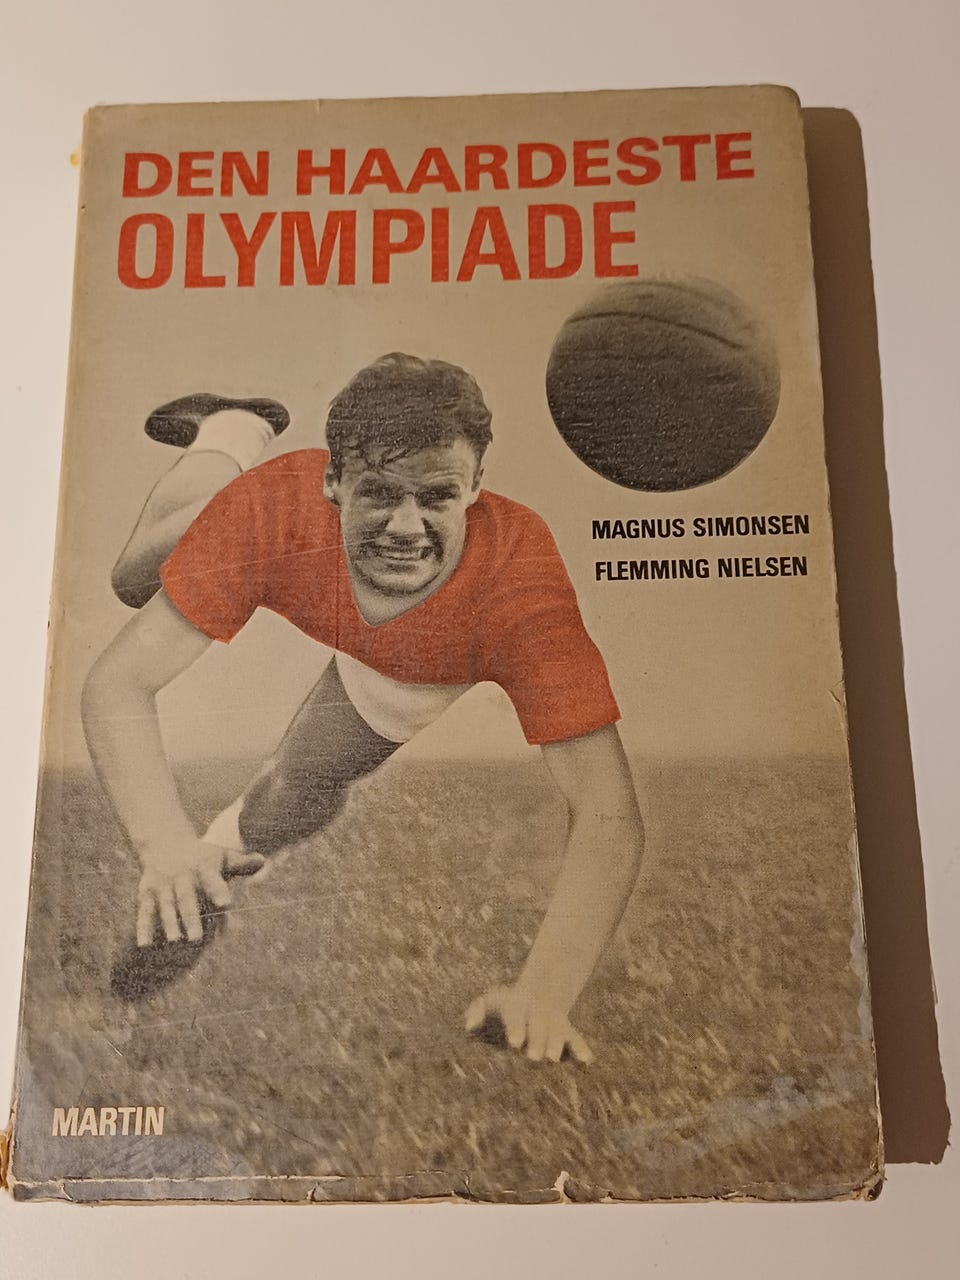 DEN HAARDESTE
OLYMPIADE
MAGNUS SIMONSEN
FLEMMING NIELSEN
MARTIN